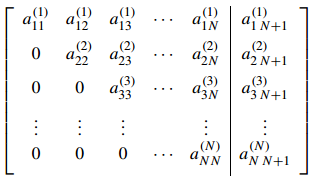 $a_{11}^{(1)}$ $a_{12}^{(1)}$ $a_{13}^{(1)}$ ⋯ $a_{1N}^{(1)}$ | $a_{1\,N+1}^{(1)}$
0 $a_{22}^{(2)}$ $a_{23}^{(2)}$ ⋯ $a_{2N}^{(2)}$ | $a_{2\,N+1}^{(2)}$
0 0 $a_{33}^{(3)}$ ⋯ $a_{3N}^{(3)}$ | $a_{3\,N+1}^{(3)}$
⋮ ⋮ ⋮ ⋮ | ⋮
0 0 0 ⋯ $a_{NN}^{(N)}$ | $a_{N\,N+1}^{(N)}$